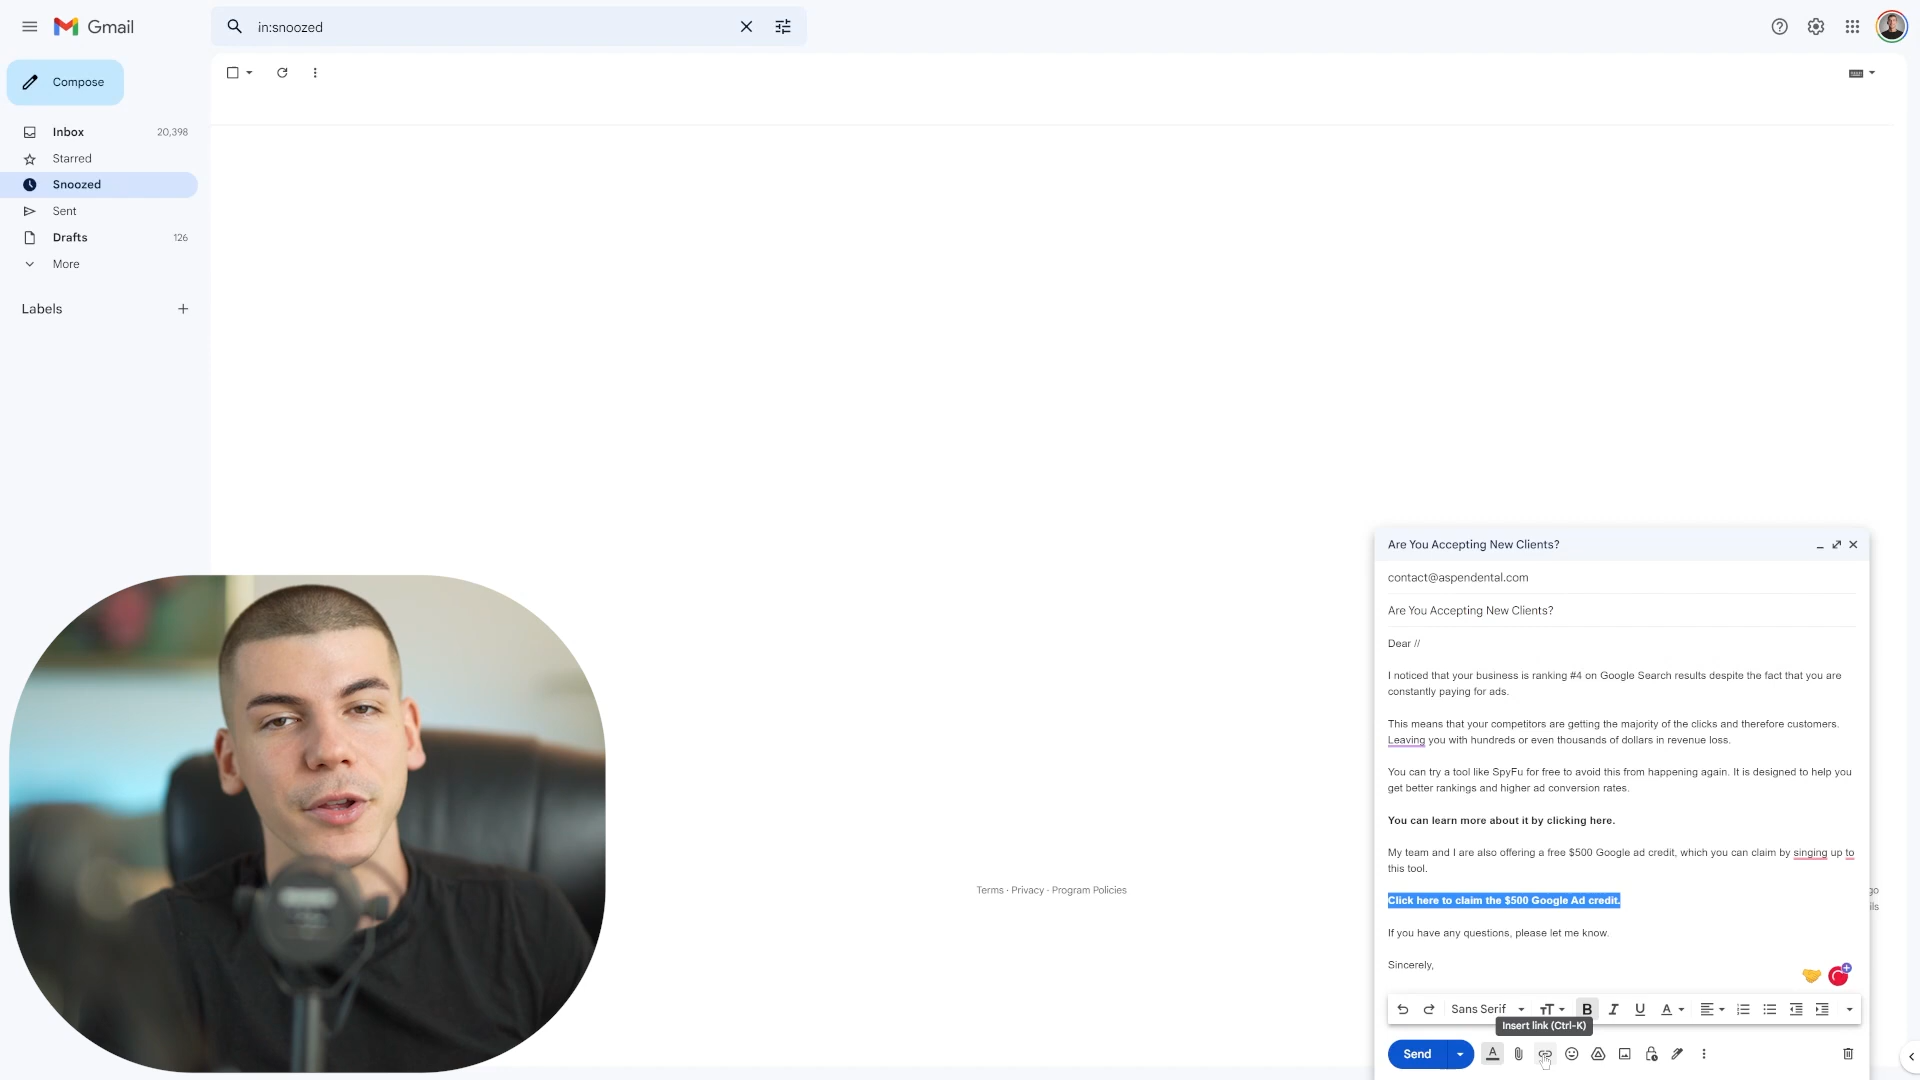 Gmail
in:snoozed
Compose
Inbox 20,398
Starred
Snoozed
Sent
Drafts 126
More
Labels
Terms · Privacy · Program Policies
Are You Accepting New Clients?
contact@aspendental.com
Are You Accepting New Clients?
Dear //
I noticed that your business is ranking #4 on Google Search results despite the fact that you are
constantly paying for ads.
This means that your competitors are getting the majority of the clicks and therefore customers.
Leaving you with hundreds or even thousands of dollars in revenue loss.
You can try a tool like SpyFu for free to avoid this from happening again. It is designed to help you
get better rankings and higher ad conversion rates.
You can learn more about it by clicking here.
My team and I are also offering a free $500 Google ad credit, which you can claim by singing up to
this tool.
Click here to claim the $500 Google Ad credit.
If you have any questions, please let me know.
Sincerely,
Sans Serif
Insert link (Ctrl-K)
Send